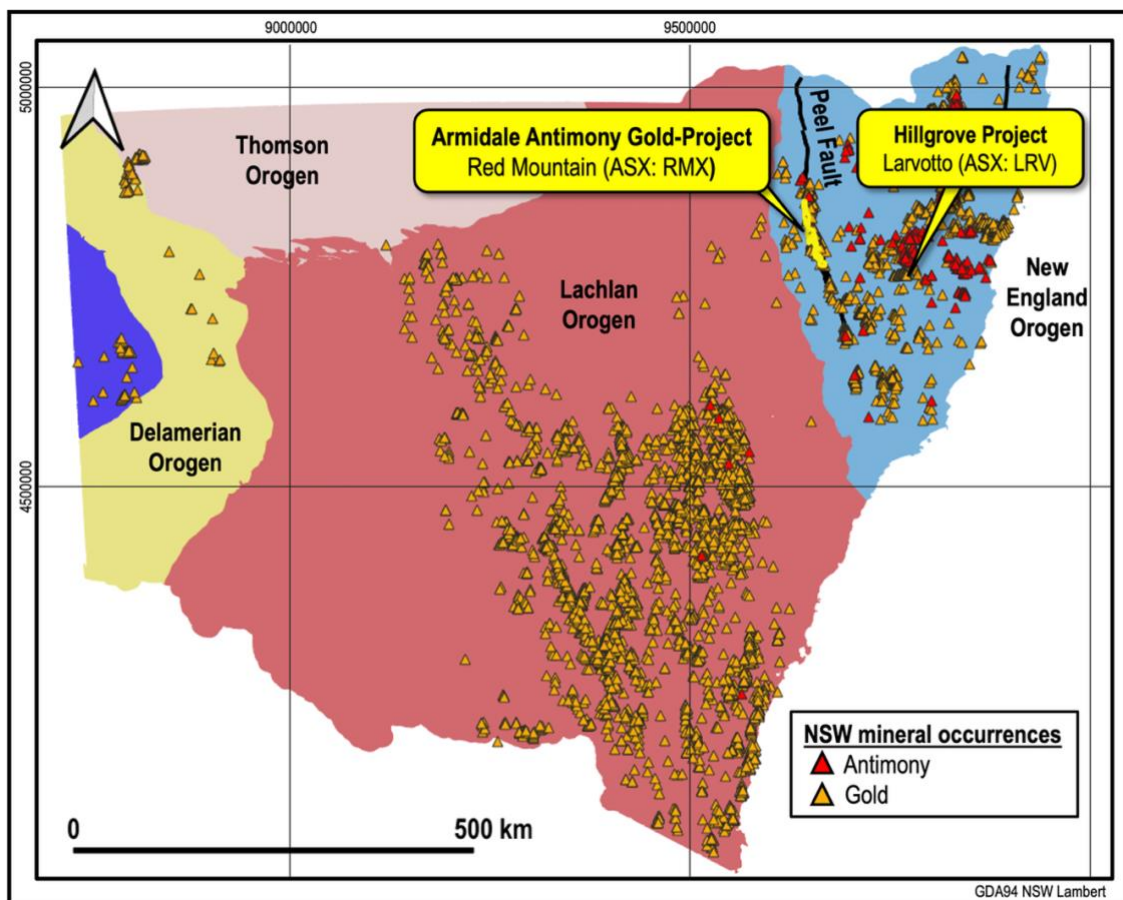 9000000
9500000
5000000
4500000
Thomson
Orogen
Armidale Antimony Gold-Project
Red Mountain (ASX: RMX)
Peel Fault
Hillgrove Project
Larvotto (ASX: LRV)
New
England
Orogen
Lachlan
Orogen
Delamerian
Orogen
NSW mineral occurrences
Antimony
Gold
0
500 km
GDA94 NSW Lambert